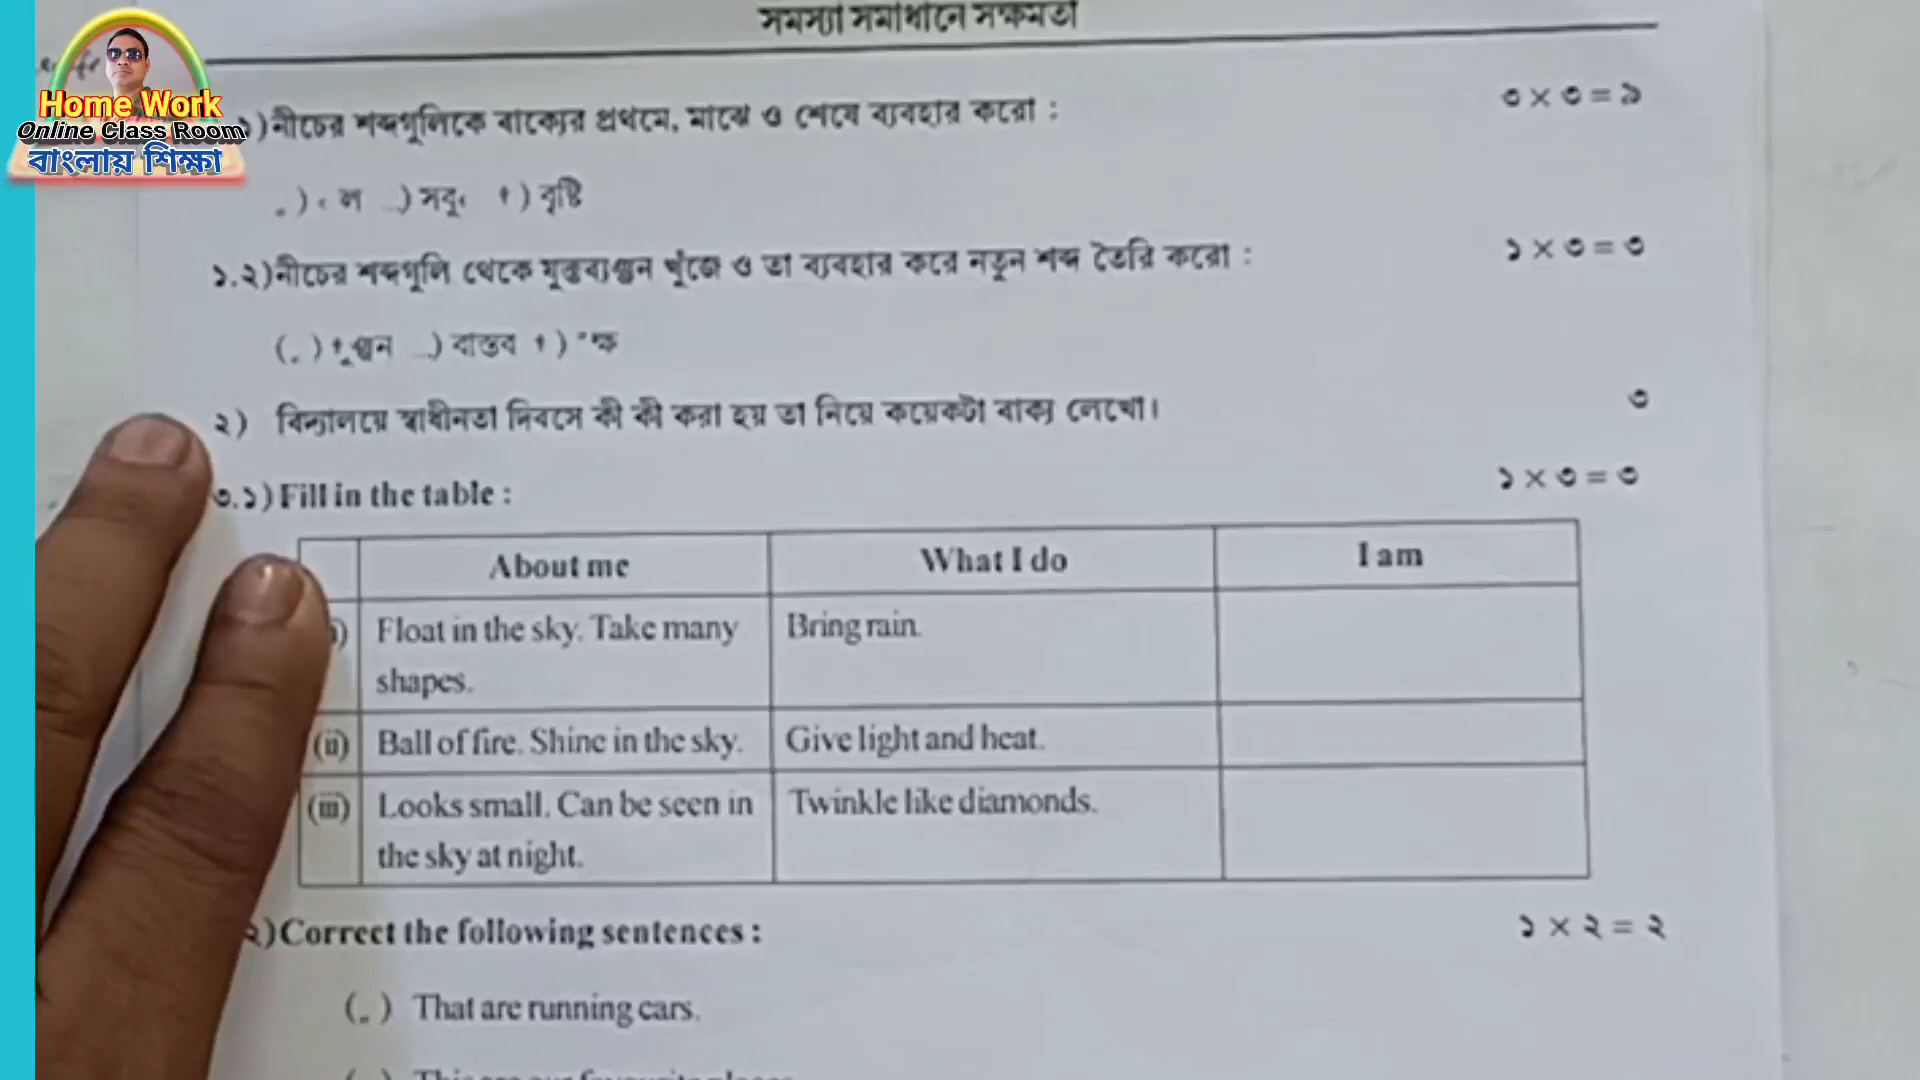 সমস্যা সমাধানে সক্ষমতা
Home Work
Online Class Room
বাংলায় শিক্ষা
)নীচের শব্দগুলিকে বাক্যের প্রথমে, মাঝে ও শেষে ব্যবহার করো : ৩ × ৩ = ৯
) বৃষ্টি
১.২)নীচের শব্দগুলি থেকে যুক্তব্যঞ্জন খুঁজে ও তা ব্যবহার করে নতুন শব্দ তৈরি করো : ১ × ৩ = ৩
) বাস্তব
২) বিদ্যালয়ে স্বাধীনতা দিবসে কী কী করা হয় তা নিয়ে কয়েকটা বাক্য লেখো। ৩
৩.১)Fill in the table : ১ × ৩ = ৩
About me What I do I am
Float in the sky. Take many Bring rain.
shapes.
(ii) Ball of fire. Shine in the sky. Give light and heat.
(iii) Looks small. Can be seen in Twinkle like diamonds.
the sky at night.
২)Correct the following sentences : ১ × ২ = ২
That are running cars.